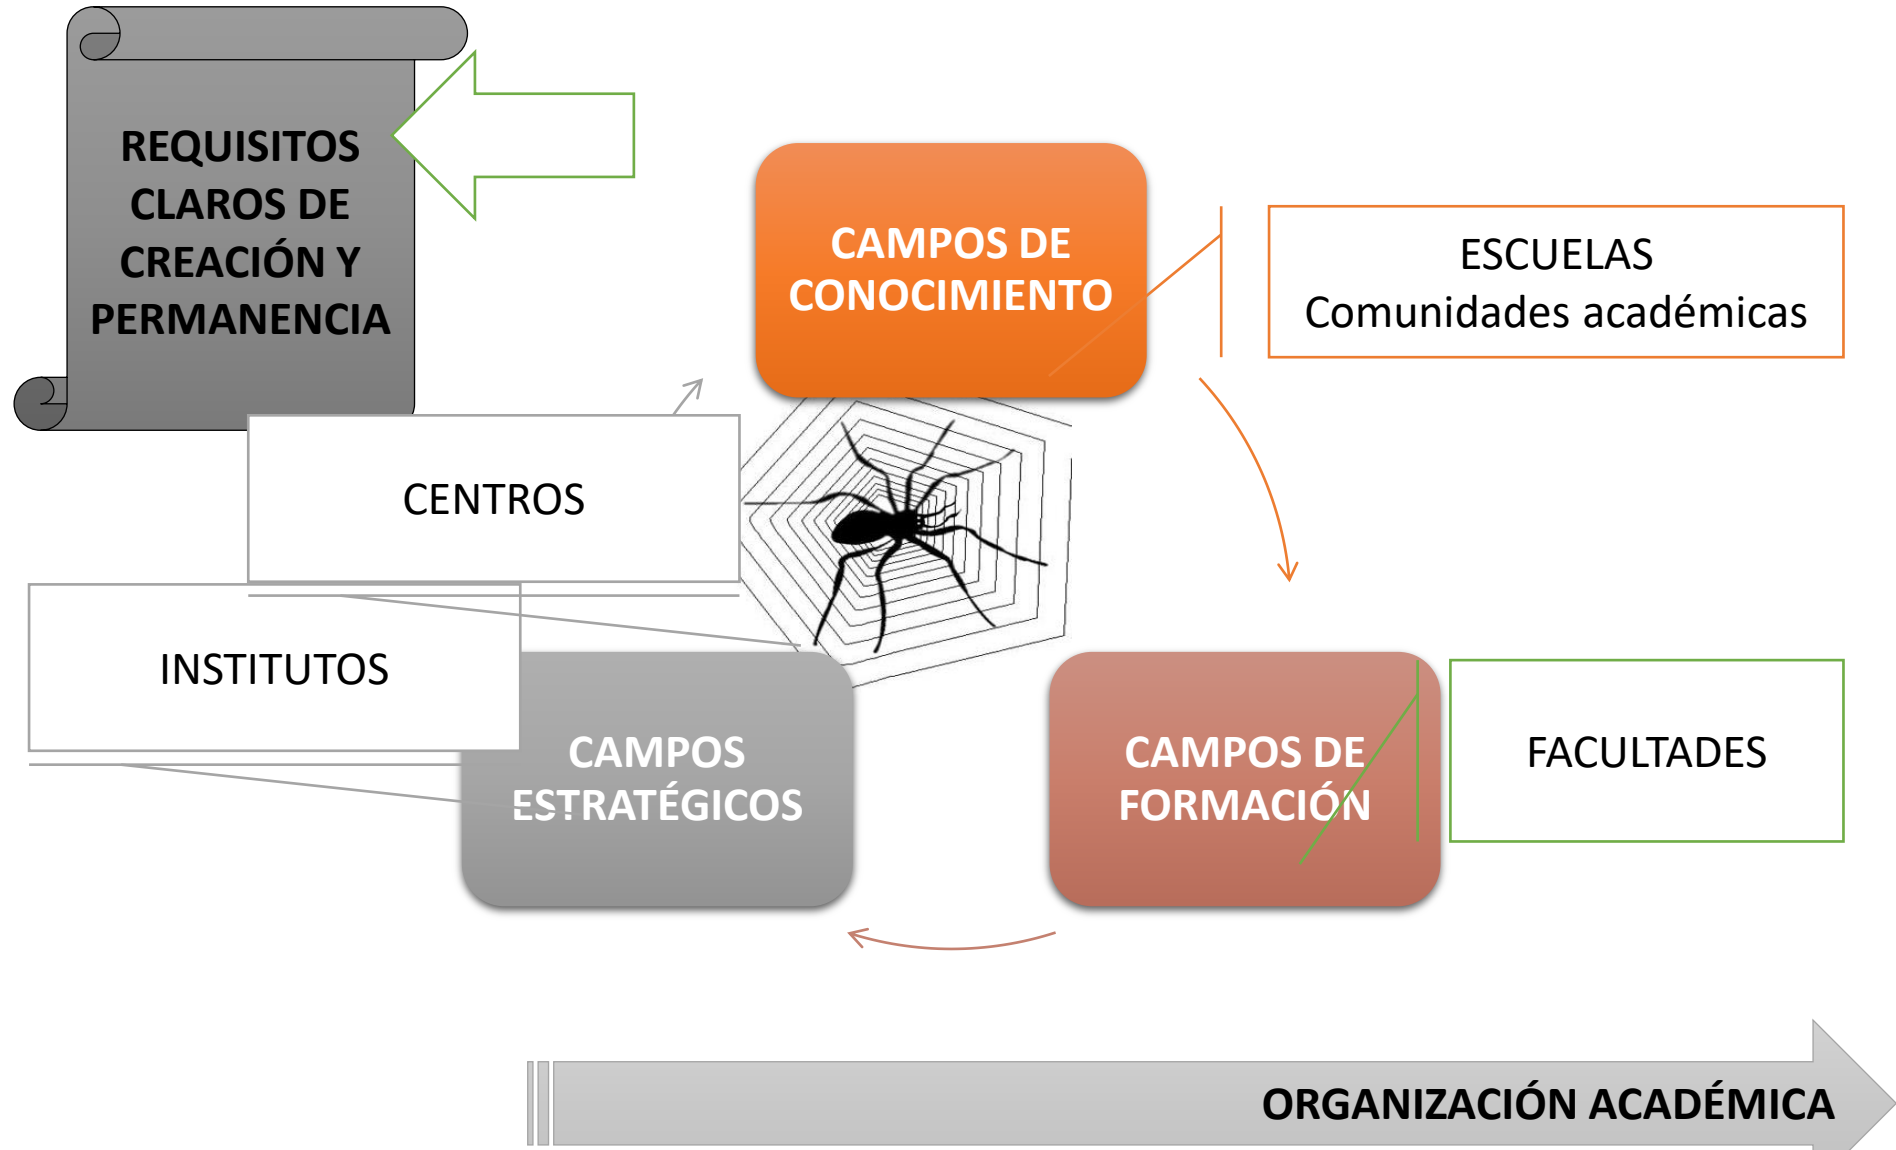 REQUISITOS
CLAROS DE
CREACIÓN Y
PERMANENCIA
CAMPOS DE
CONOCIMIENTO
ESCUELAS
Comunidades académicas
CENTROS
INSTITUTOS
CAMPOS
ESTRATÉGICOS
CAMPOS DE
FORMACIÓN
FACULTADES
ORGANIZACIÓN ACADÉMICA